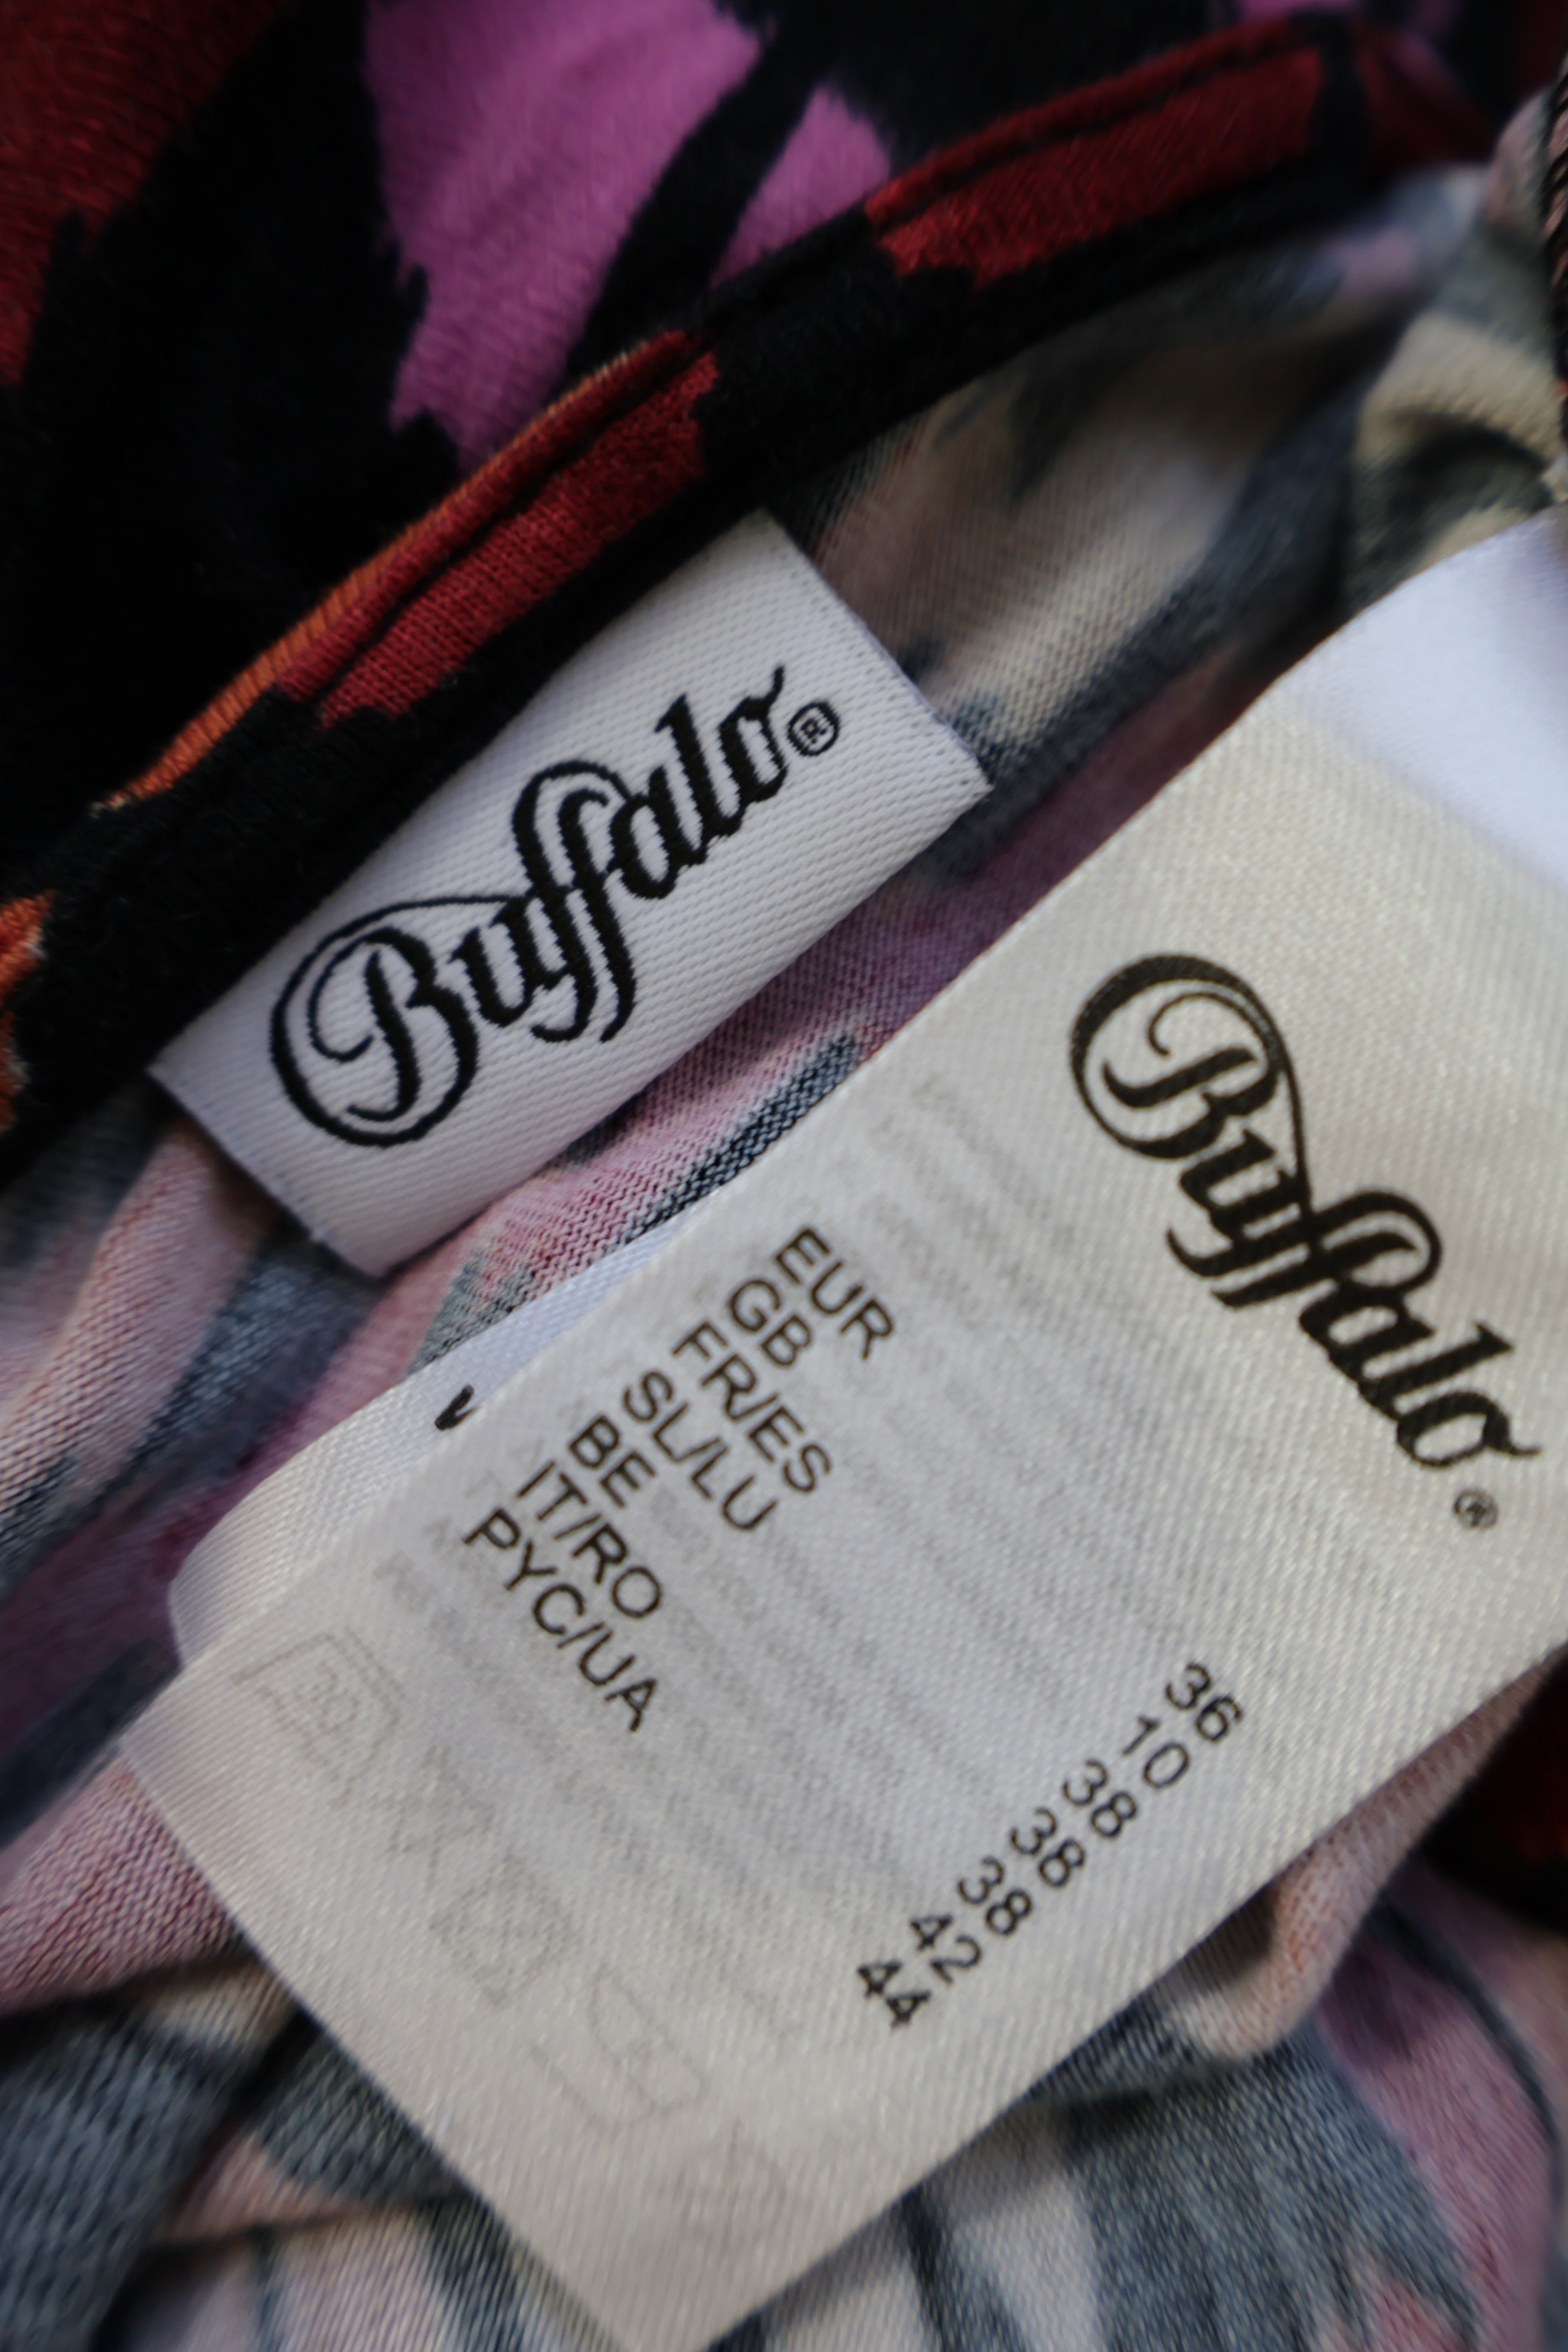 Buffalo®
Buffalo®
EUR 36
GB 10
FR/ES 38
SL/LU 38
BE 38
IT/RO 42
PYC/UA 44